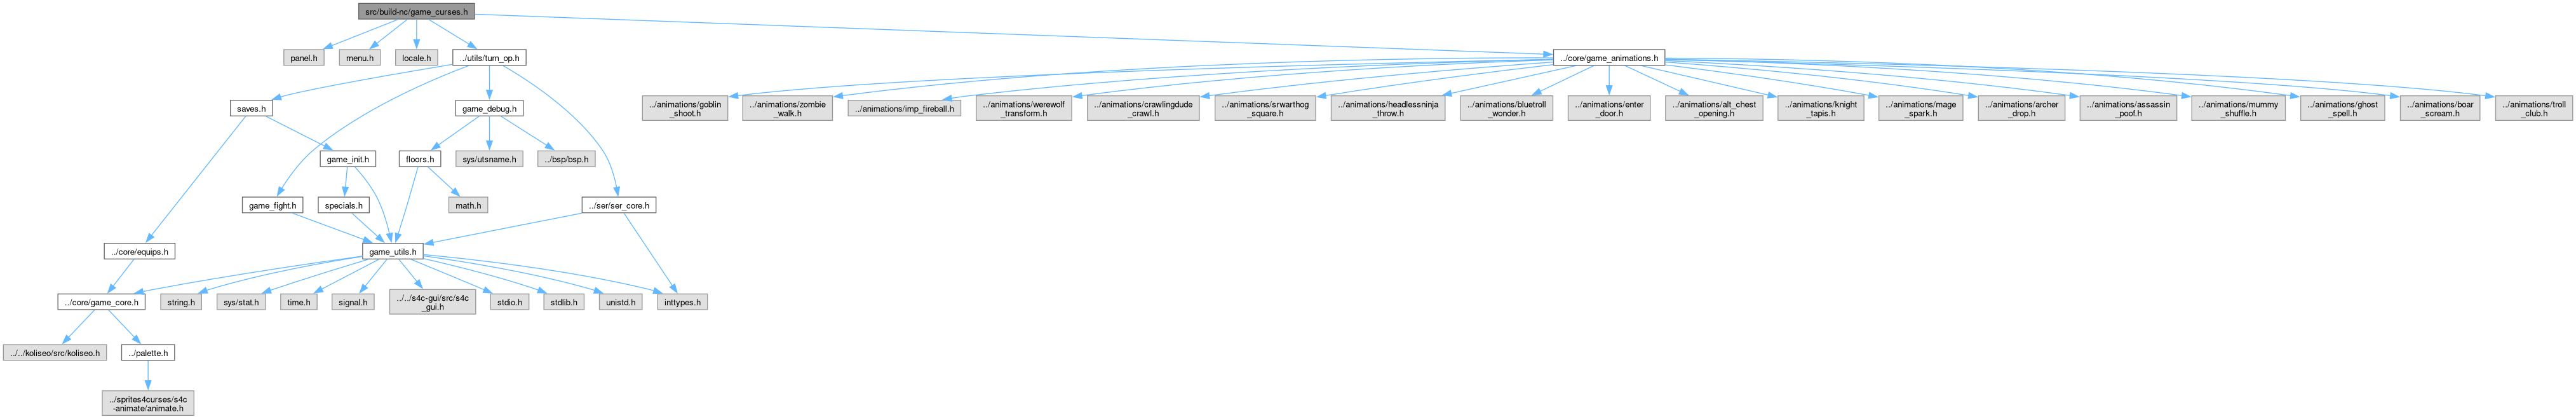 src/build-nc/game_curses.h
panel.h
menu.h
locale.h
../utils/turn_op.h
../core/game_animations.h
saves.h
game_debug.h
../animations/goblin
_shoot.h
../animations/zombie
_walk.h
../animations/imp_fireball.h
../animations/werewolf
_transform.h
../animations/crawlingdude
_crawl.h
../animations/srwarthog
_square.h
../animations/headlessninja
_throw.h
../animations/bluetroll
_wonder.h
../animations/enter
_door.h
../animations/alt_chest
_opening.h
../animations/knight
_tapis.h
../animations/mage
_spark.h
../animations/archer
_drop.h
../animations/assassin
_poof.h
../animations/mummy
_shuffle.h
../animations/ghost
_spell.h
../animations/boar
_scream.h
../animations/troll
_club.h
game_init.h
floors.h
sys/utsname.h
../bsp/bsp.h
game_fight.h
specials.h
math.h
../ser/ser_core.h
../core/equips.h
game_utils.h
../core/game_core.h
string.h
sys/stat.h
time.h
signal.h
../../s4c-gui/src/s4c
_gui.h
stdio.h
stdlib.h
unistd.h
inttypes.h
../../koliseo/src/koliseo.h
../palette.h
../sprites4curses/s4c
-animate/animate.h